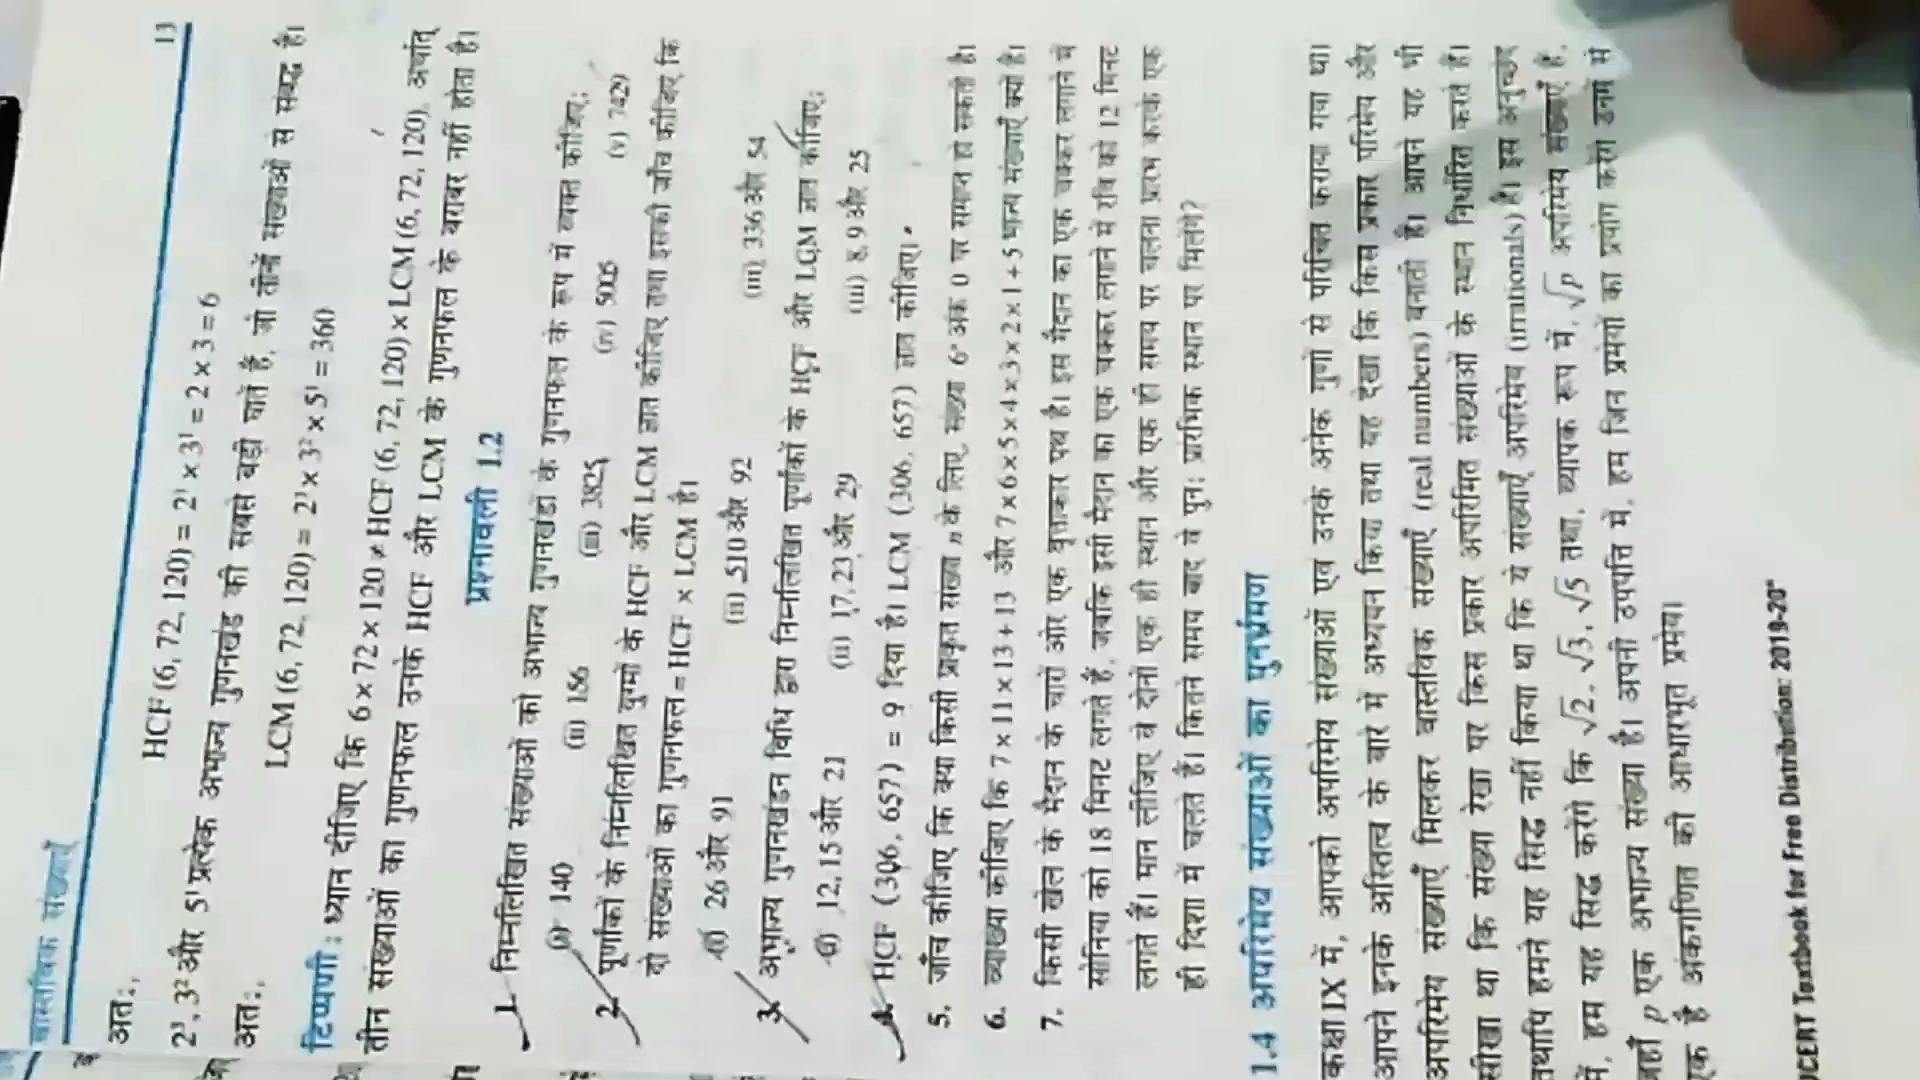 वास्तविक संख्याएँ 13
अतः,
HCF (6, 72, 120) = 2¹ × 3¹ = 2 × 3 = 6
2³, 3² और 5¹ प्रत्येक अभाज्य गुणनखंड की सबसे बड़ी घातें हैं, जो तीनों संख्याओं से संबद्ध हैं।
अतः,
LCM (6, 72, 120) = 2³ × 3² × 5¹ = 360
टिप्पणी : ध्यान दीजिए कि 6 × 72 × 120 ≠ HCF (6, 72, 120) × LCM (6, 72, 120), अर्थात्
तीन संख्याओं का गुणनफल उनके HCF और LCM के गुणनफल के बराबर नहीं होता है।
प्रश्नावली 1.2
1. निम्नलिखित संख्याओं को अभाज्य गुणनखंडों के गुणनफल के रूप में व्यक्त कीजिए:
(i) 140 (ii) 156 (iii) 3825 (iv) 5005 (v) 7429
2. पूर्णांकों के निम्नलिखित युग्मों के HCF और LCM ज्ञात कीजिए तथा इसकी जाँच कीजिए कि
दो संख्याओं का गुणनफल = HCF × LCM है।
(i) 26 और 91 (ii) 510 और 92 (iii) 336 और 54
3. अभाज्य गुणनखंडन विधि द्वारा निम्नलिखित पूर्णांकों के HCF और LCM ज्ञात कीजिए:
(i) 12, 15 और 21 (ii) 17, 23 और 29 (iii) 8, 9 और 25
4. HCF (306, 657) = 9 दिया है। LCM (306, 657) ज्ञात कीजिए।
5. जाँच कीजिए कि क्या किसी प्राकृत संख्या n के लिए, संख्या 6ⁿ अंक 0 पर समाप्त हो सकती है।
6. व्याख्या कीजिए कि 7 × 11 × 13 + 13 और 7 × 6 × 5 × 4 × 3 × 2 × 1 + 5 भाज्य संख्याएँ क्यों हैं।
7. किसी खेल के मैदान के चारों ओर एक वृत्ताकार पथ है। इस मैदान का एक चक्कर लगाने में
सोनिया को 18 मिनट लगते हैं, जबकि इसी मैदान का एक चक्कर लगाने में रवि को 12 मिनट
लगते हैं। मान लीजिए वे दोनों एक ही स्थान और एक ही समय पर चलना प्रारंभ करके एक
ही दिशा में चलते हैं। कितने समय बाद वे पुनः प्रारंभिक स्थान पर मिलेंगे?
1.4 अपरिमेय संख्याओं का पुनर्भ्रमण
कक्षा IX में, आपको अपरिमेय संख्याओं एवं उनके अनेक गुणों से परिचित कराया गया था।
आपने इनके अस्तित्व के बारे में अध्ययन किया तथा यह देखा कि किस प्रकार परिमेय और
अपरिमेय संख्याएँ मिलकर वास्तविक संख्याएँ (real numbers) बनाती हैं। आपने यह भी
सीखा था कि संख्या रेखा पर किस प्रकार अपरिमित संख्याओं के स्थान निर्धारित करते हैं।
तथापि हमने यह सिद्ध नहीं किया था कि ये संख्याएँ अपरिमेय (irrationals) हैं। इस अनुच्छेद
में, हम यह सिद्ध करेंगे कि √2, √3, √5 तथा, व्यापक रूप में, √p अपरिमेय संख्याएँ हैं,
जहाँ p एक अभाज्य संख्या है। अपनी उपपत्ति में, हम जिन प्रमेयों का प्रयोग करेंगे उनमें से
एक है अंकगणित की आधारभूत प्रमेय।
NCERT Textbook for Free Distribution: 2019-20"